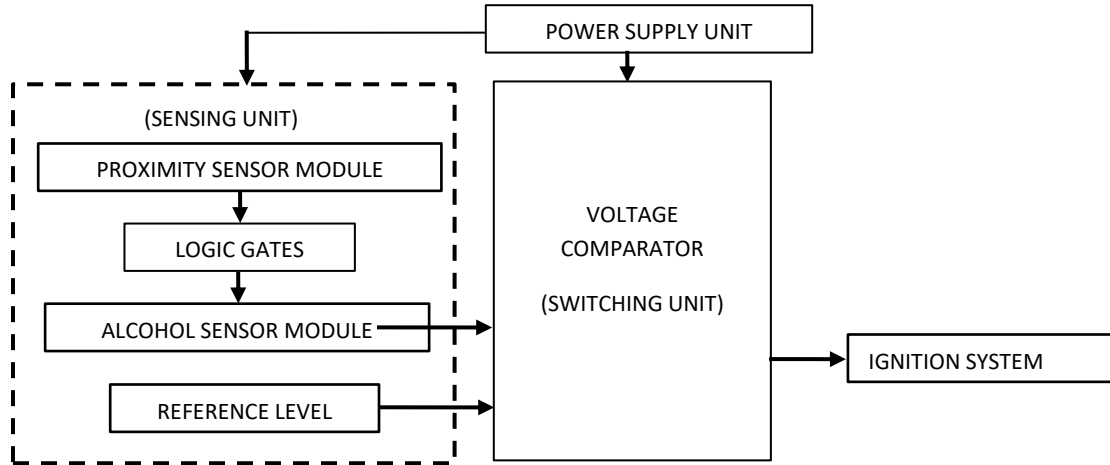 POWER SUPPLY UNIT
(SENSING UNIT)
PROXIMITY SENSOR MODULE
LOGIC GATES
ALCOHOL SENSOR MODULE
REFERENCE LEVEL
VOLTAGE
COMPARATOR
(SWITCHING UNIT)
IGNITION SYSTEM